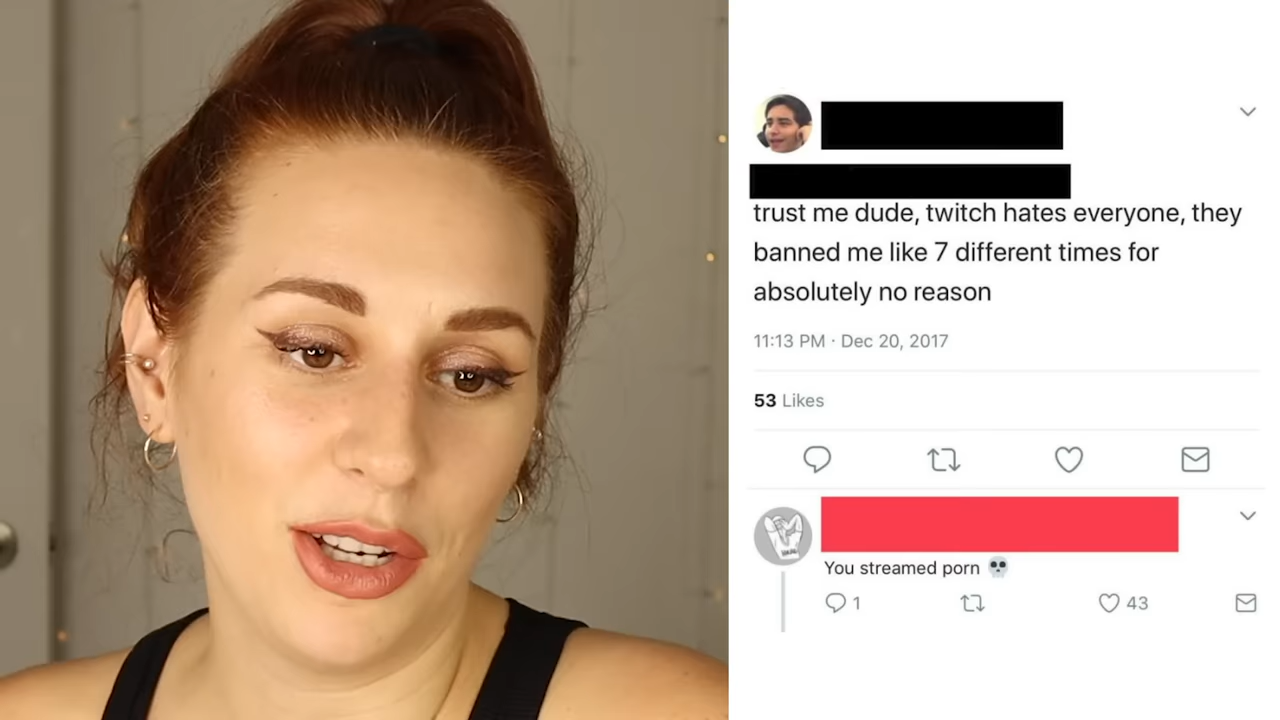 trust me dude, twitch hates everyone, they
banned me like 7 different times for
absolutely no reason
11:13 PM · Dec 20, 2017
53 Likes
You streamed porn 💀
1
43